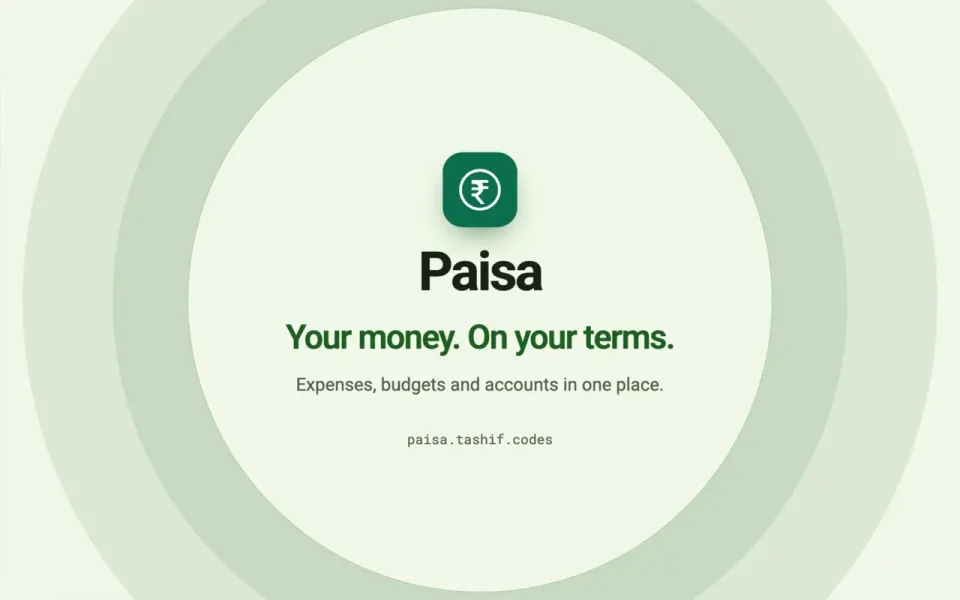 ₹
Paisa
Your money. On your terms.
Expenses, budgets and accounts in one place.
paisa.tashif.codes